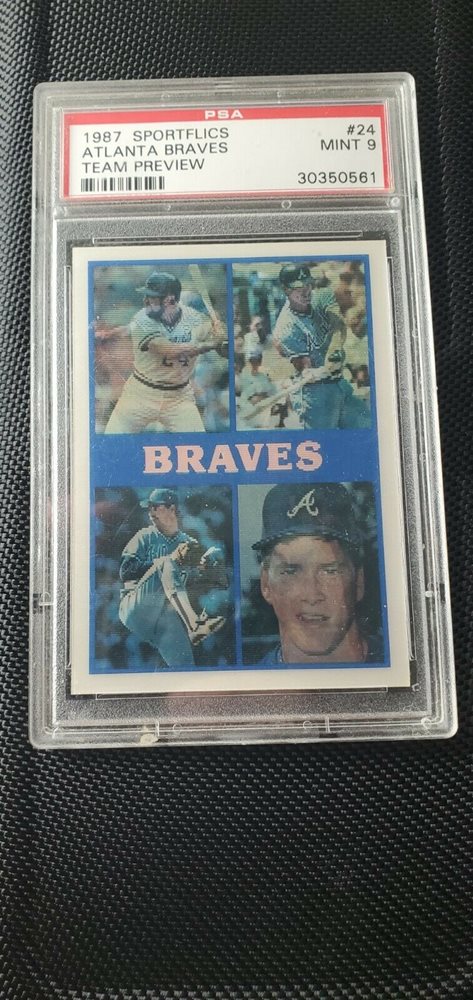 PSA
1987 SPORTFLICS #24
ATLANTA BRAVES MINT 9
TEAM PREVIEW
30350561
BRAVES
A